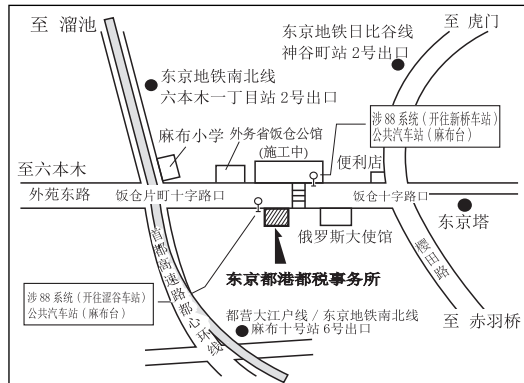 至 溜池
东京地铁日比谷线
神谷町站 2号出口
至 虎门
东京地铁南北线
六本木一丁目站 2号出口
涉88 系统（开往新桥车站）
公共汽车站（麻布台）
麻布小学
外务省饭仓公馆
(施工中)
便利店
至六本木
外苑东路
饭仓片町十字路口
饭仓十字路口
东京塔
俄罗斯大使馆
樱田路
首都高速路都心环线
东京都港都税事务所
涉88 系统（开往涩谷车站）
公共汽车站（麻布台）
都营大江户线 / 东京地铁南北线
麻布十号站 6号出口
至 赤羽桥